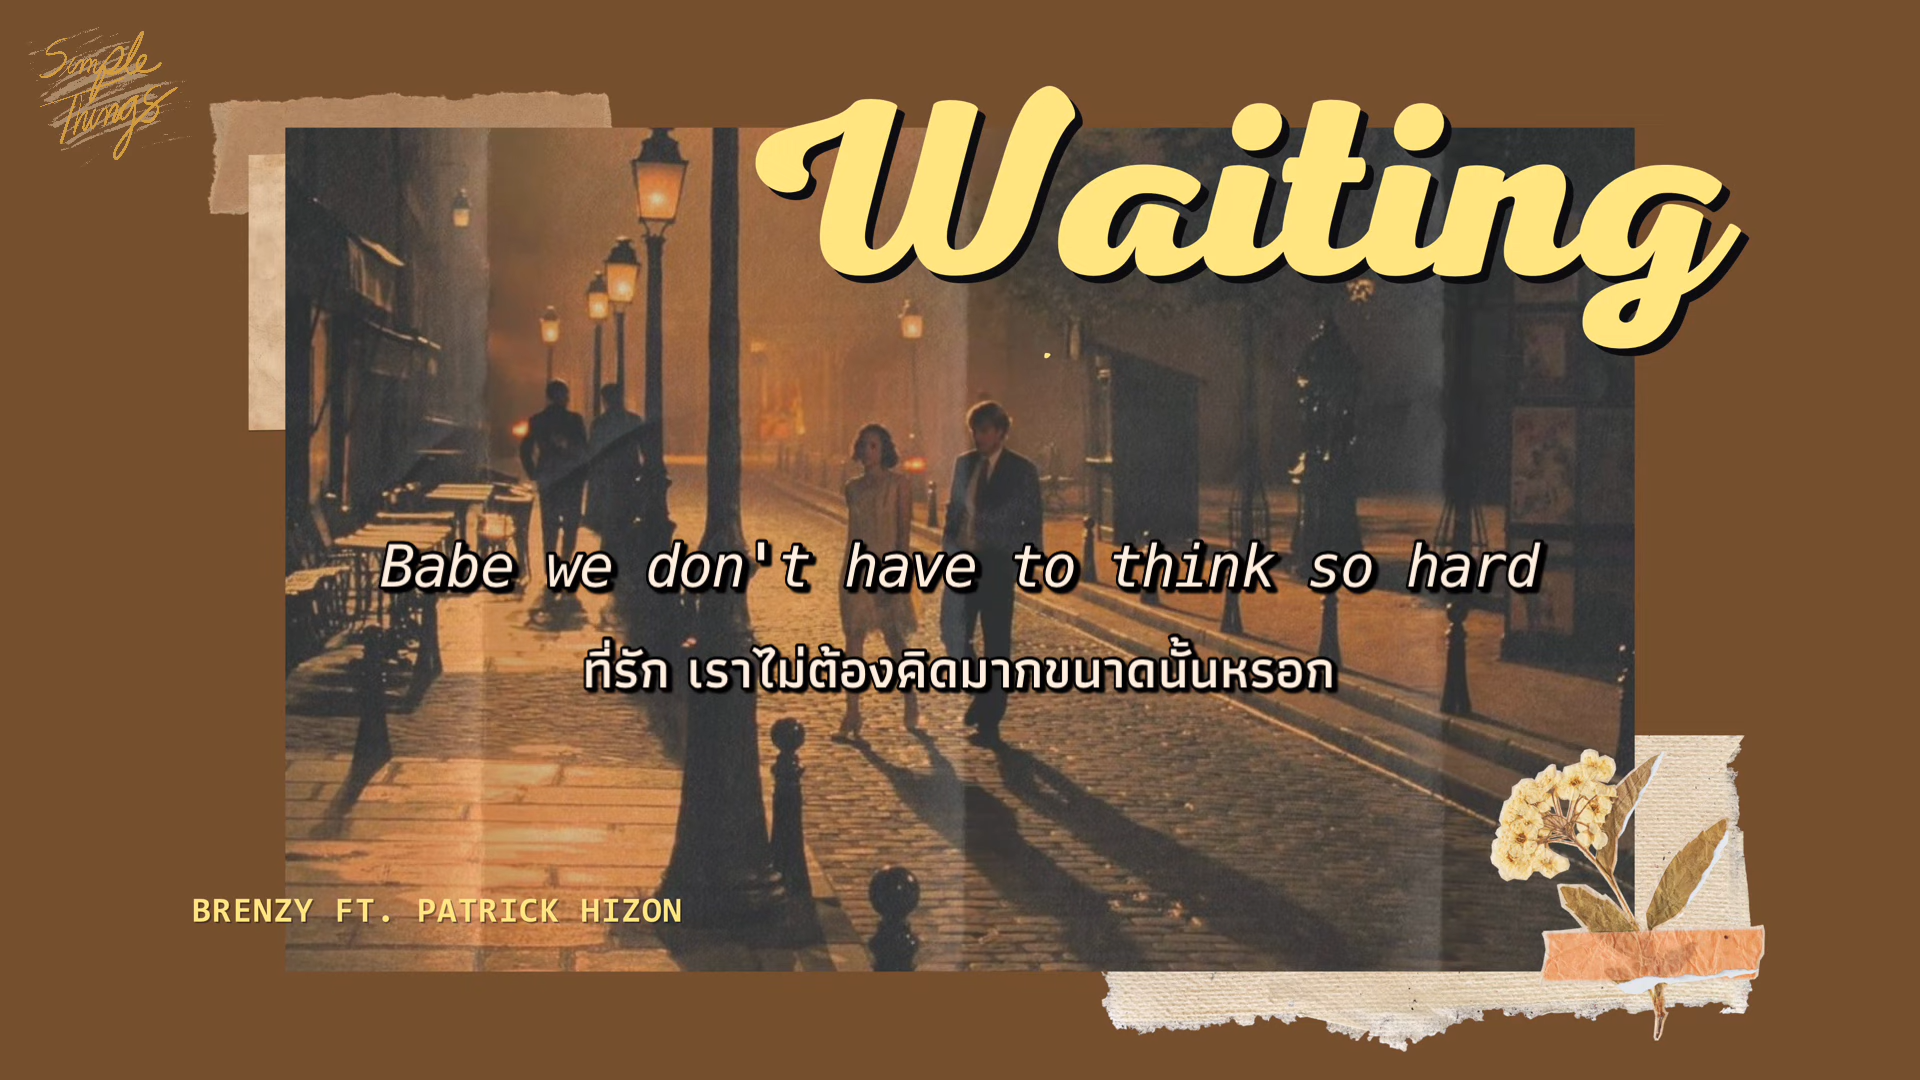 Simple
Things
Waiting
Babe we don't have to think so hard
ที่รัก เราไม่ต้องคิดมากขนาดนั้นหรอก
BRENZY FT. PATRICK HIZON